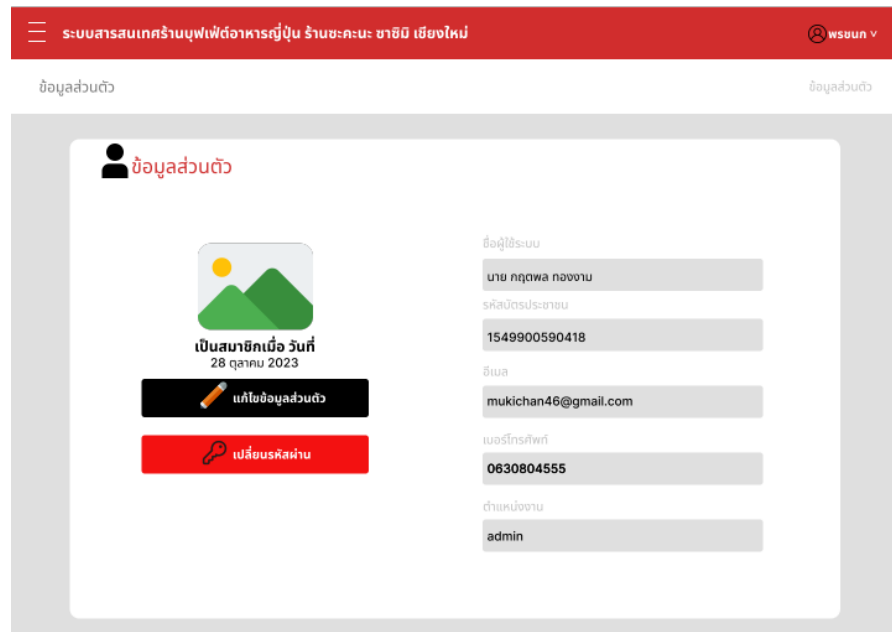 ระบบสารสนเทศร้านบุฟเฟ่ต์อาหารญี่ปุ่น ร้านซะคะนะ ซาชิมิ เชียงใหม่
พรชนก
ข้อมูลส่วนตัว
ข้อมูลส่วนตัว
ข้อมูลส่วนตัว
เป็นสมาชิกเมื่อ วันที่
28 ตุลาคม 2023
แก้ไขข้อมูลส่วนตัว
เปลี่ยนรหัสผ่าน
ชื่อผู้ใช้ระบบ
นาย กฤตพล ทองงาม
รหัสบัตรประชาชน
1549900590418
อีเมล
mukichan46@gmail.com
เบอร์โทรศัพท์
0630804555
ตำแหน่งงาน
admin